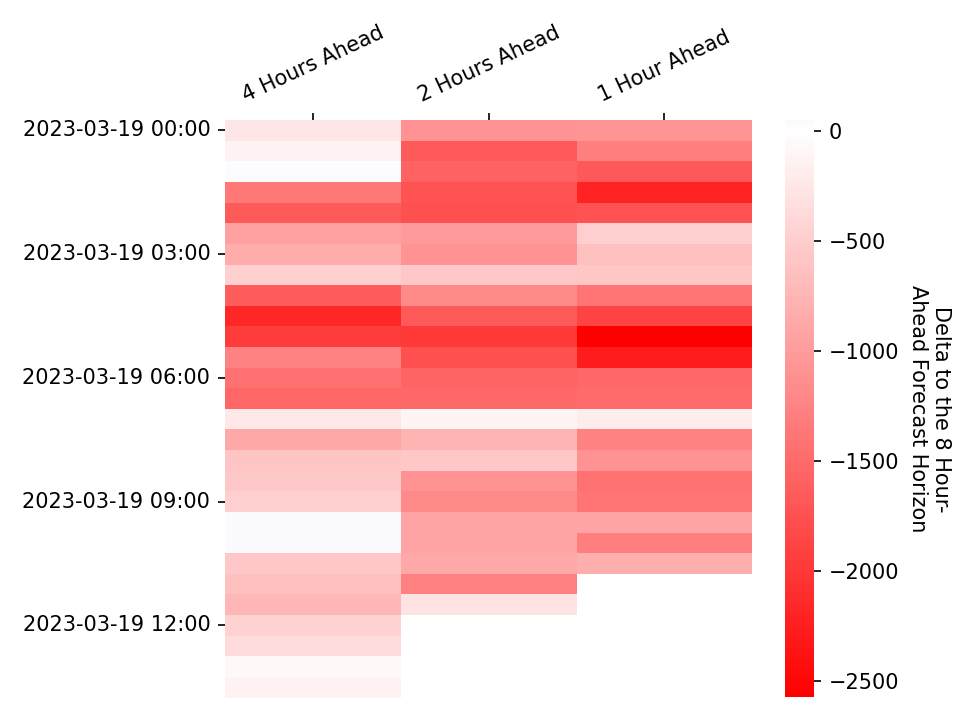 4 Hours Ahead
2 Hours Ahead
1 Hour Ahead
2023-03-19 00:00
2023-03-19 03:00
2023-03-19 06:00
2023-03-19 09:00
2023-03-19 12:00
0
−500
−1000
−1500
−2000
−2500
Delta to the 8 Hour-
Ahead Forecast Horizon